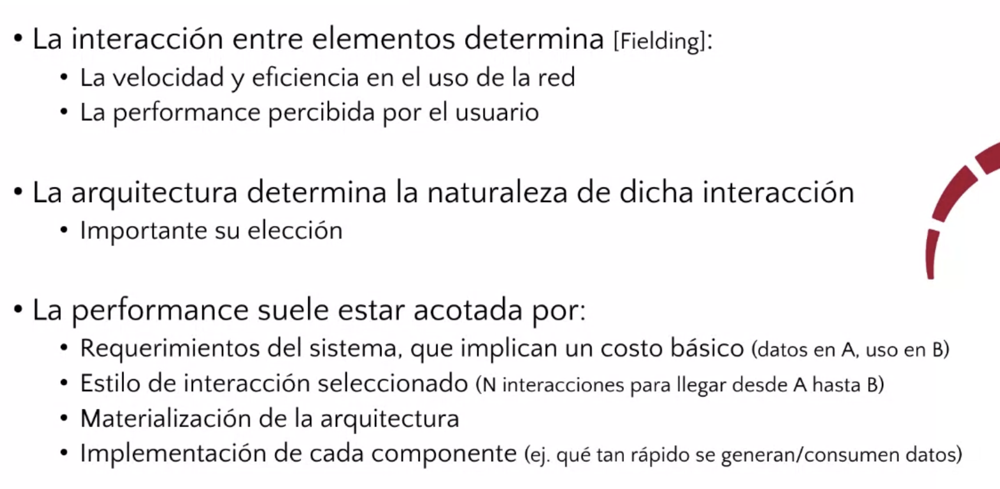 • La interacción entre elementos determina [Fielding]:
• La velocidad y eficiencia en el uso de la red
• La performance percibida por el usuario
• La arquitectura determina la naturaleza de dicha interacción
• Importante su elección
• La performance suele estar acotada por:
• Requerimientos del sistema, que implican un costo básico (datos en A, uso en B)
• Estilo de interacción seleccionado (N interacciones para llegar desde A hasta B)
• Materialización de la arquitectura
• Implementación de cada componente (ej. qué tan rápido se generan/consumen datos)